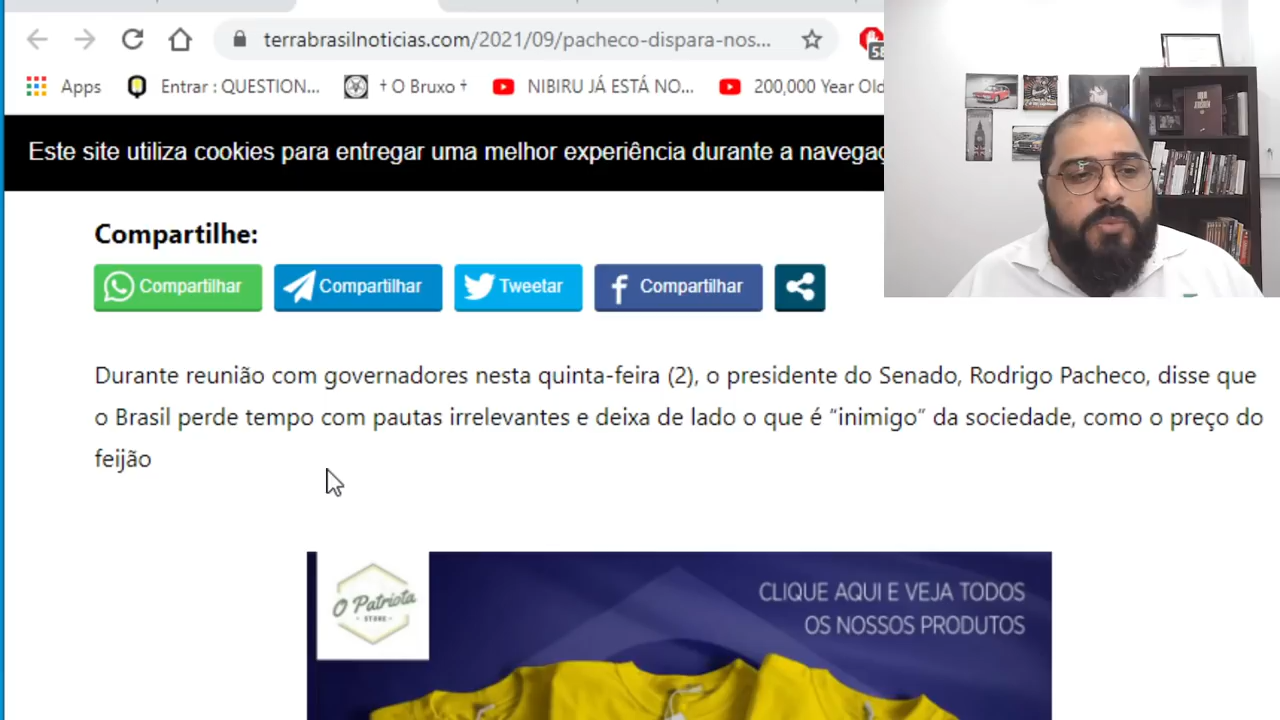 terrabrasilnoticias.com/2021/09/pacheco-dispara-nos...
Apps
Entrar : QUESTION...
† O Bruxo †
NIBIRU JÁ ESTÁ NO...
200,000 Year Old
Este site utiliza cookies para entregar uma melhor experiência durante a navegaç
Compartilhe:
Compartilhar
Compartilhar
Tweetar
Compartilhar
Durante reunião com governadores nesta quinta-feira (2), o presidente do Senado, Rodrigo Pacheco, disse que
o Brasil perde tempo com pautas irrelevantes e deixa de lado o que é “inimigo” da sociedade, como o preço do
feijão
O Patriota
STORE
CLIQUE AQUI E VEJA TODOS
OS NOSSOS PRODUTOS